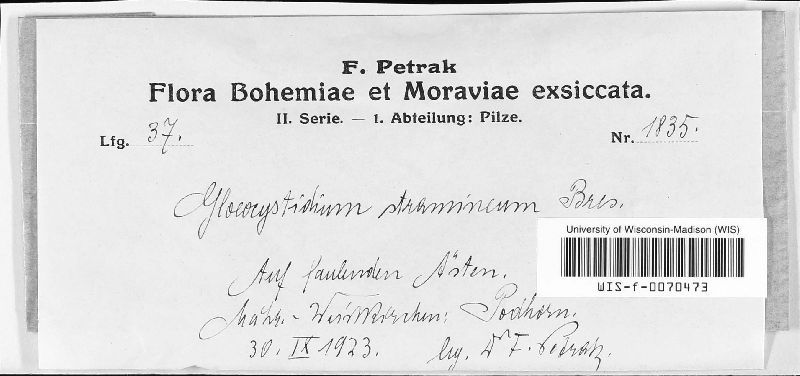 F. Petrak
Flora Bohemiae et Moraviae exsiccata.
II. Serie. — 1. Abteilung: Pilze.
Lfg. 37.
Nr. 1835.
Gloeocystidium stramineum Bres.
University of Wisconsin-Madison (WIS)
WIS-f-0070473
Auf faulenden Ästen.
Mähr.-Weisskirchen: Podhorn.
30. IX 1923. leg. Dr F. Petrak.